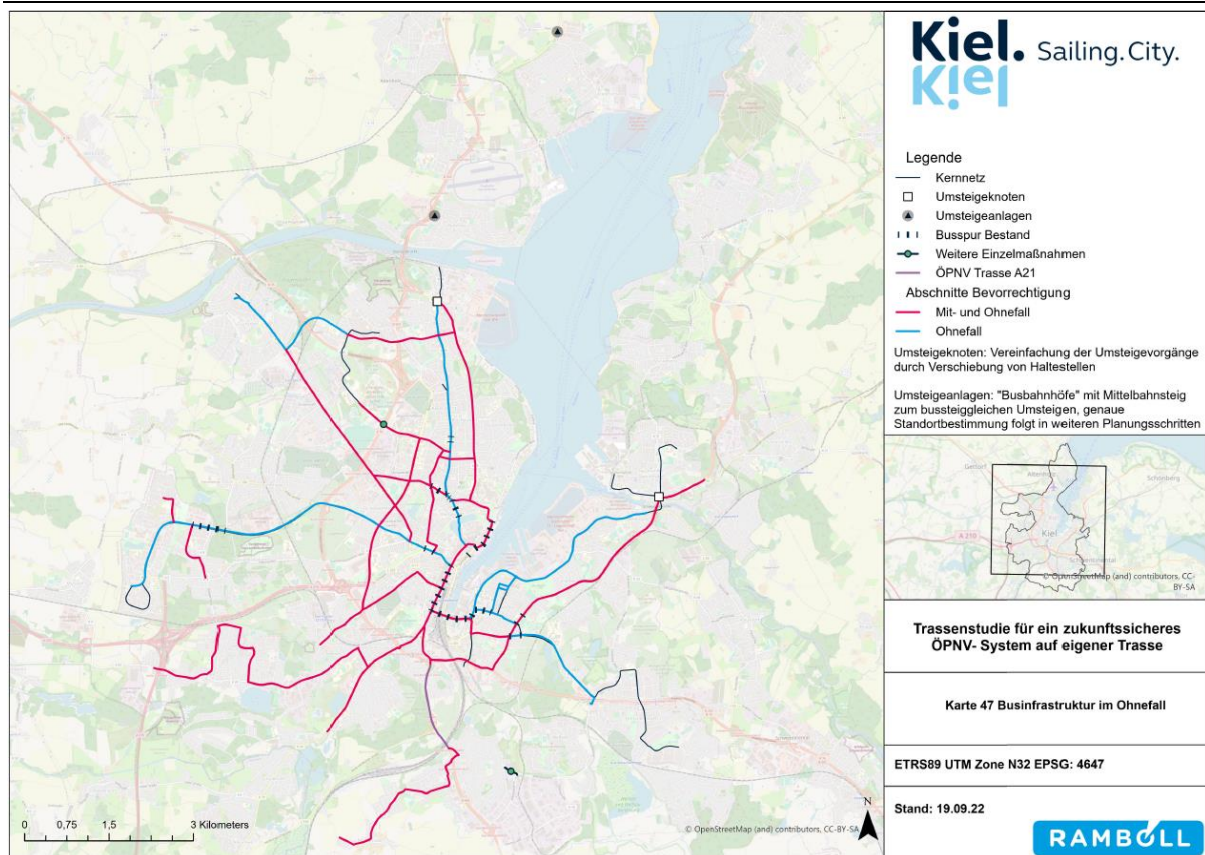 Kiel. Sailing.City.
Kiel
Legende
Kernnetz
Umsteigeknoten
Umsteigeanlagen
Busspur Bestand
Weitere Einzelmaßnahmen
ÖPNV Trasse A21
Abschnitte Bevorrechtigung
Mit- und Ohnefall
Ohnefall
Umsteigeknoten: Vereinfachung der Umsteigevorgänge
durch Verschiebung von Haltestellen
Umsteigeanlagen: "Busbahnhöfe" mit Mittelbahnsteig
zum bussteiggleichen Umsteigen, genaue
Standortbestimmung folgt in weiteren Planungsschritten
A 210
Kiel
© OpenStreetMap (and) contributors, CC-
BY-SA
Trassenstudie für ein zukunftssicheres
ÖPNV- System auf eigener Trasse
Karte 47 Businfrastruktur im Ohnefall
ETRS89 UTM Zone N32 EPSG: 4647
Stand: 19.09.22
RAMBOLL
0 0,75 1,5 3 Kilometers
N
© OpenStreetMap (and) contributors, CC-BY-SA